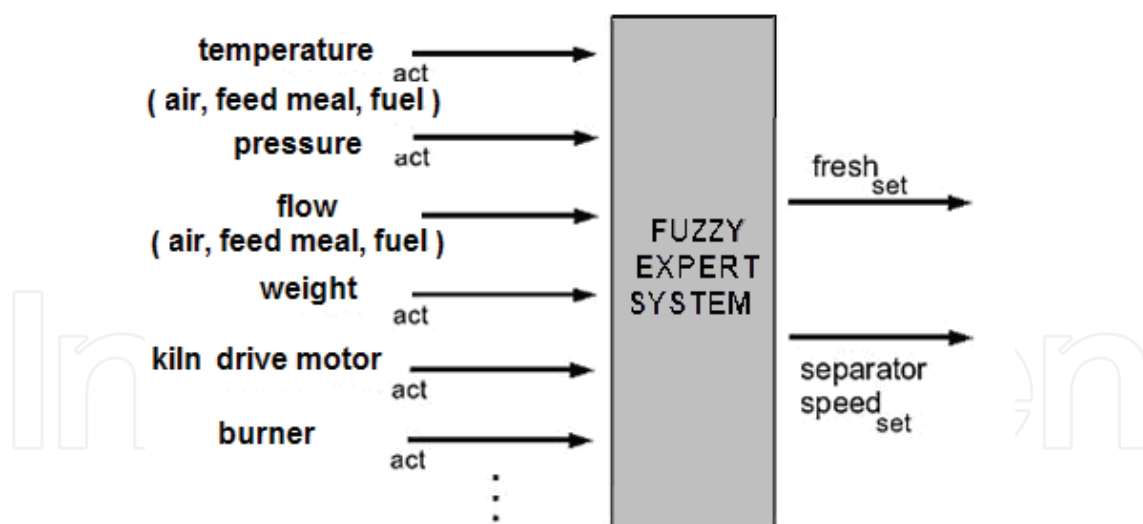 temperature act
( air, feed meal, fuel )
pressure act
flow act
( air, feed meal, fuel )
weight act
kiln drive motor act
burner act
FUZZY
EXPERT
SYSTEM
fresh set
separator
speed set